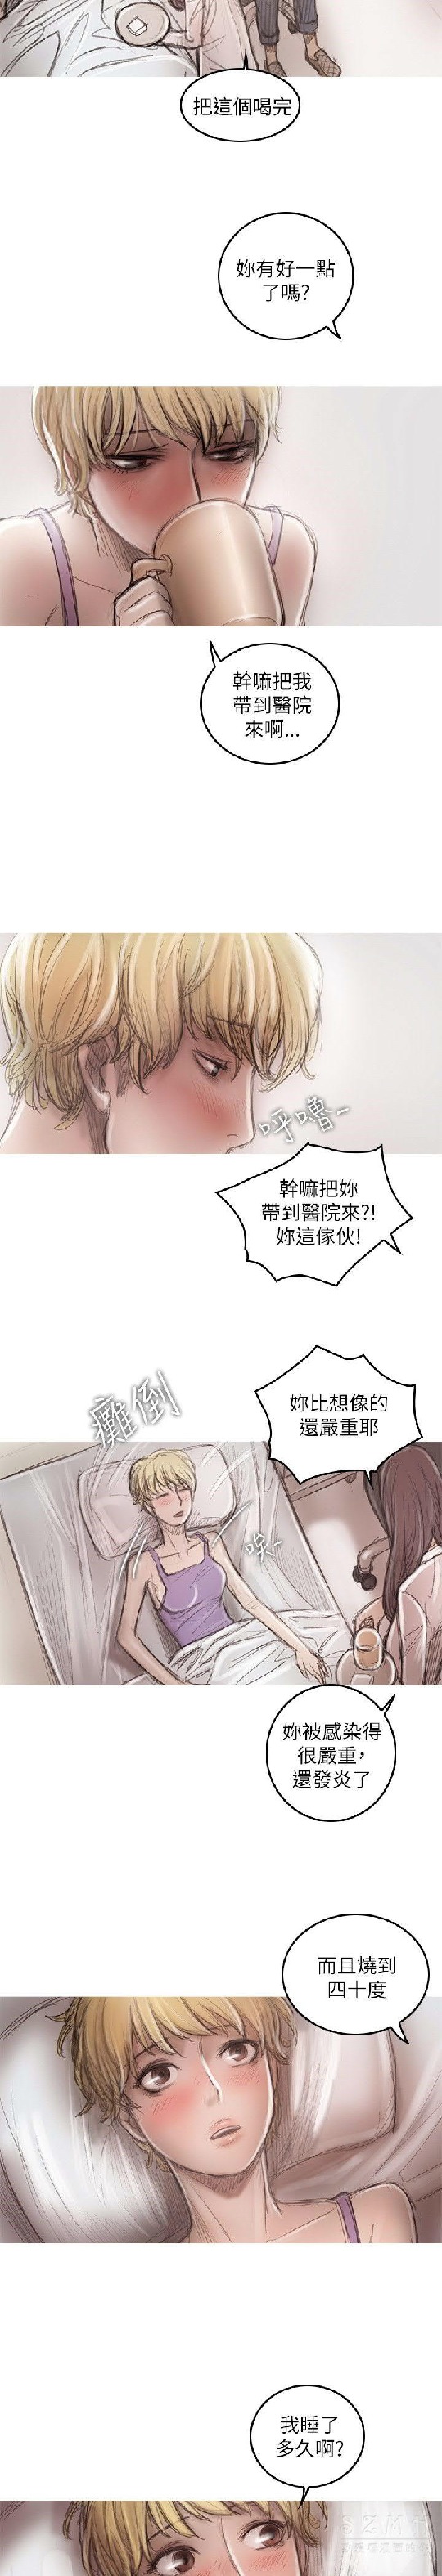 把這個喝完
妳有好一點
了嗎?
幹嘛把我
帶到醫院
來啊...
呼嚕~
幹嘛把妳
帶到醫院來?!
妳這傢伙!
癱倒
妳比想像的
還嚴重耶
唉~
妳被感染得
很嚴重,
還發炎了
而且燒到
四十度
我睡了
多久啊?